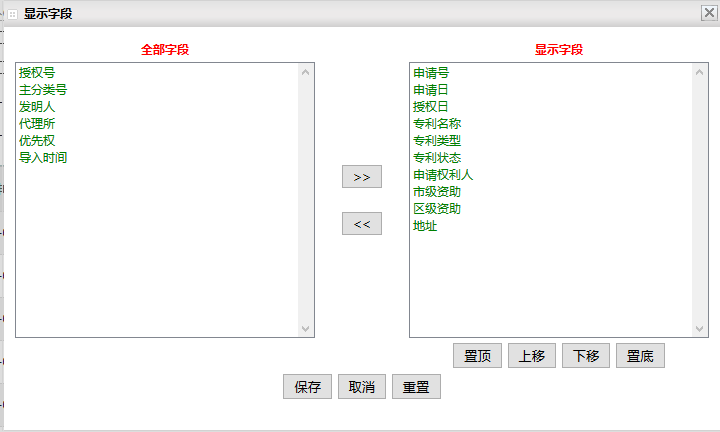 显示字段
全部字段
授权号
主分类号
发明人
代理所
优先权
导入时间
>>
<<
显示字段
申请号
申请日
授权日
专利名称
专利类型
专利状态
申请权利人
市级资助
区级资助
地址
置顶 上移 下移 置底
保存 取消 重置